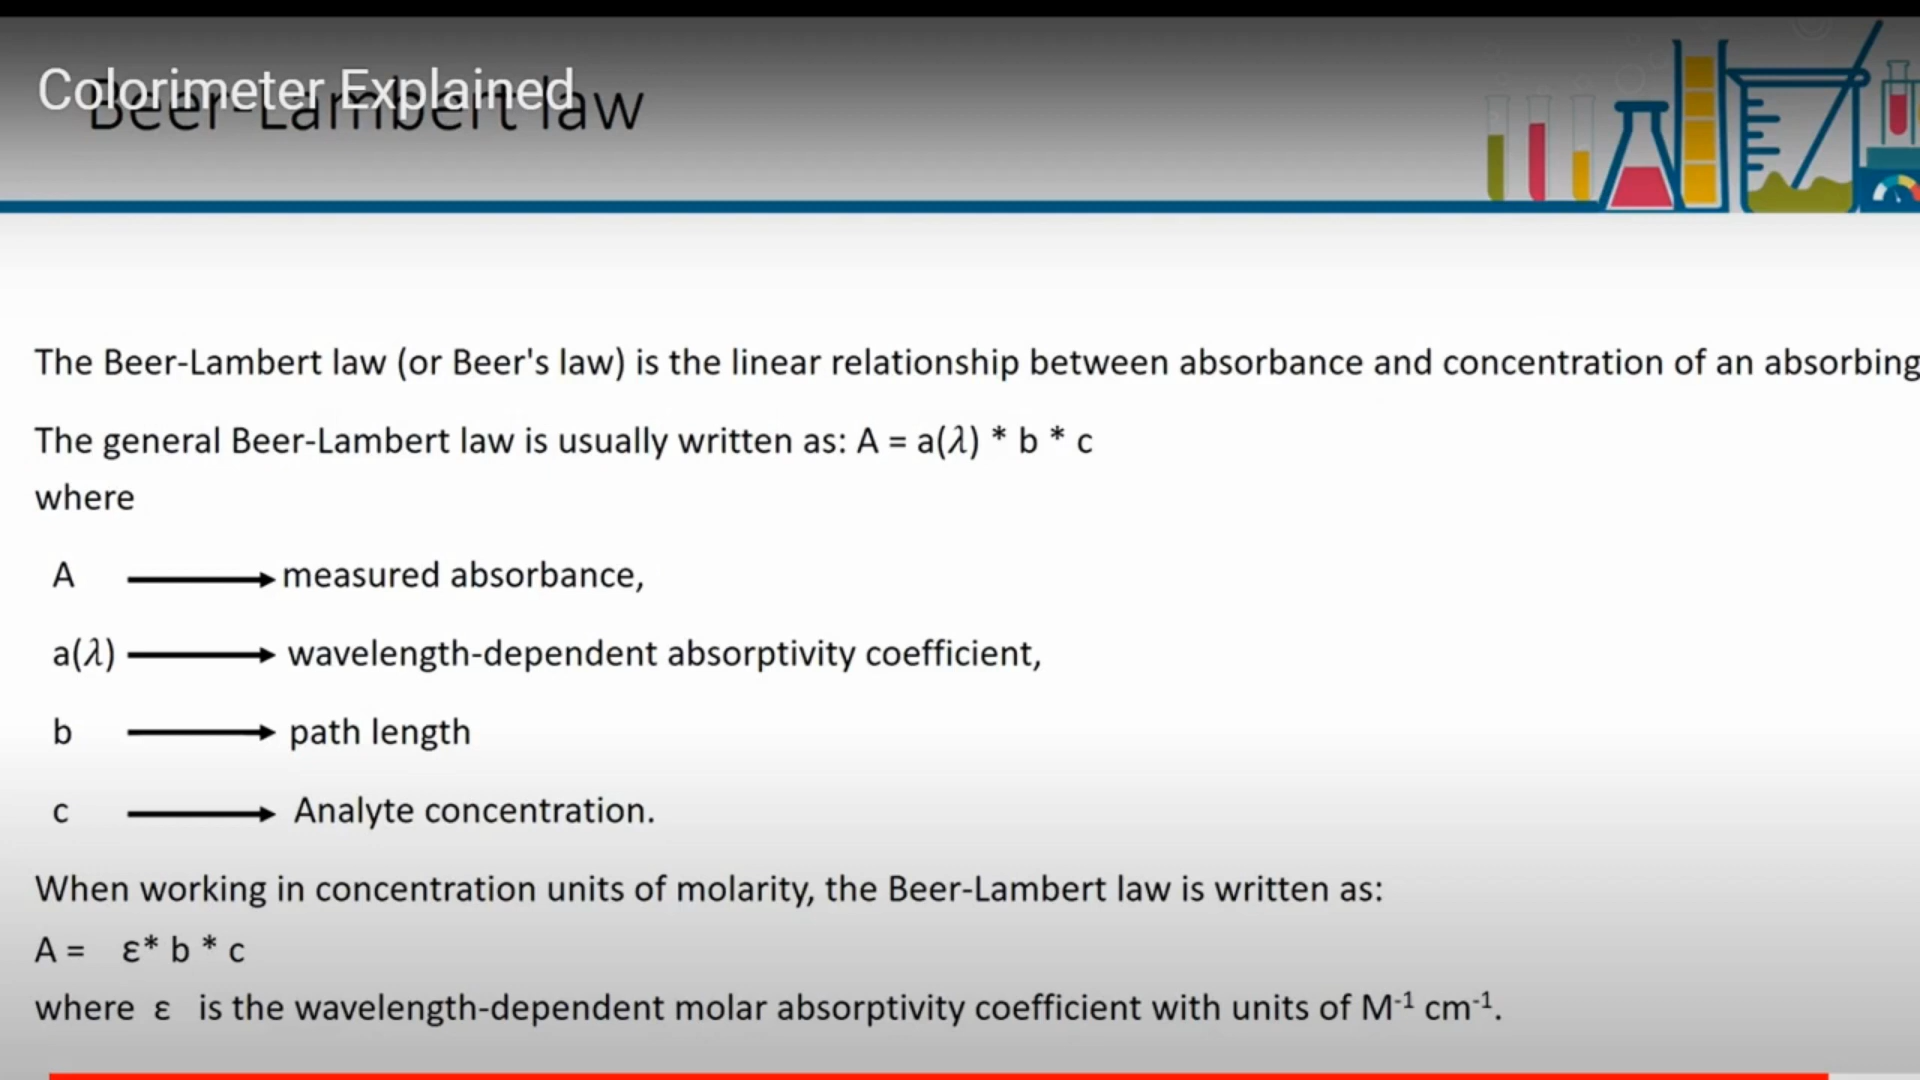 Colorimeter Explained
Beer-Lambert law
The Beer-Lambert law (or Beer's law) is the linear relationship between absorbance and concentration of an absorbing
The general Beer-Lambert law is usually written as: A = a(λ) * b * c
where
A measured absorbance,
a(λ) wavelength-dependent absorptivity coefficient,
b path length
c Analyte concentration.
When working in concentration units of molarity, the Beer-Lambert law is written as:
A = ε* b * c
where ε is the wavelength-dependent molar absorptivity coefficient with units of M⁻¹ cm⁻¹.